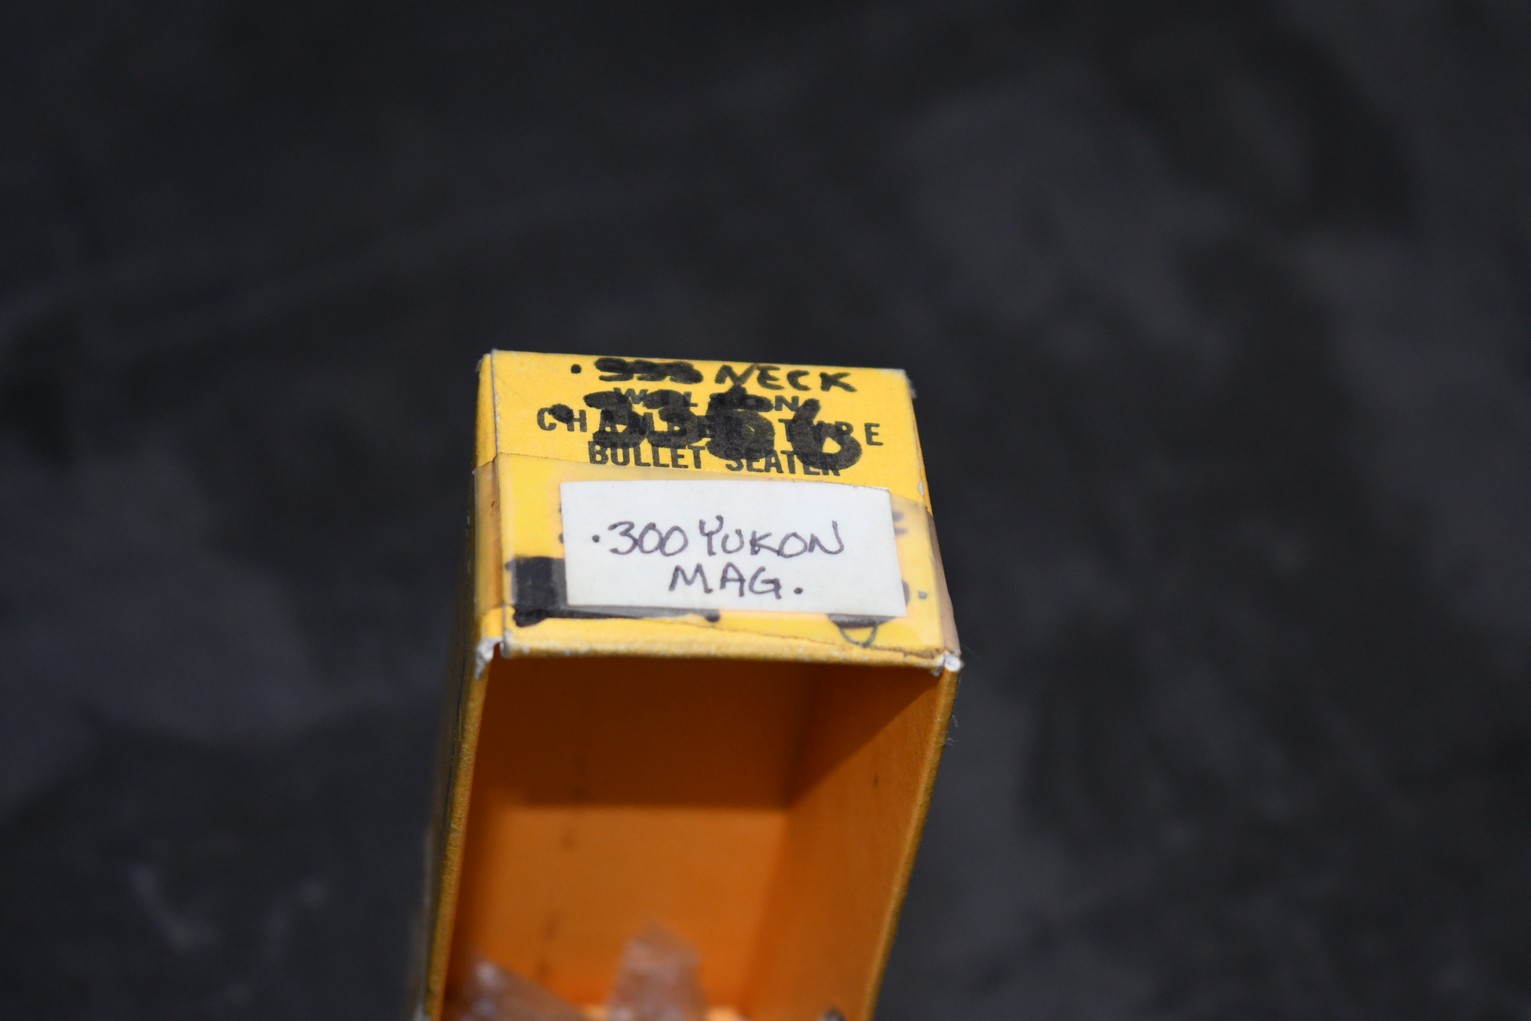 NECK
WILSON
CHAMBER TYPE
BULLET SEATER
.300 YUKON
MAG.